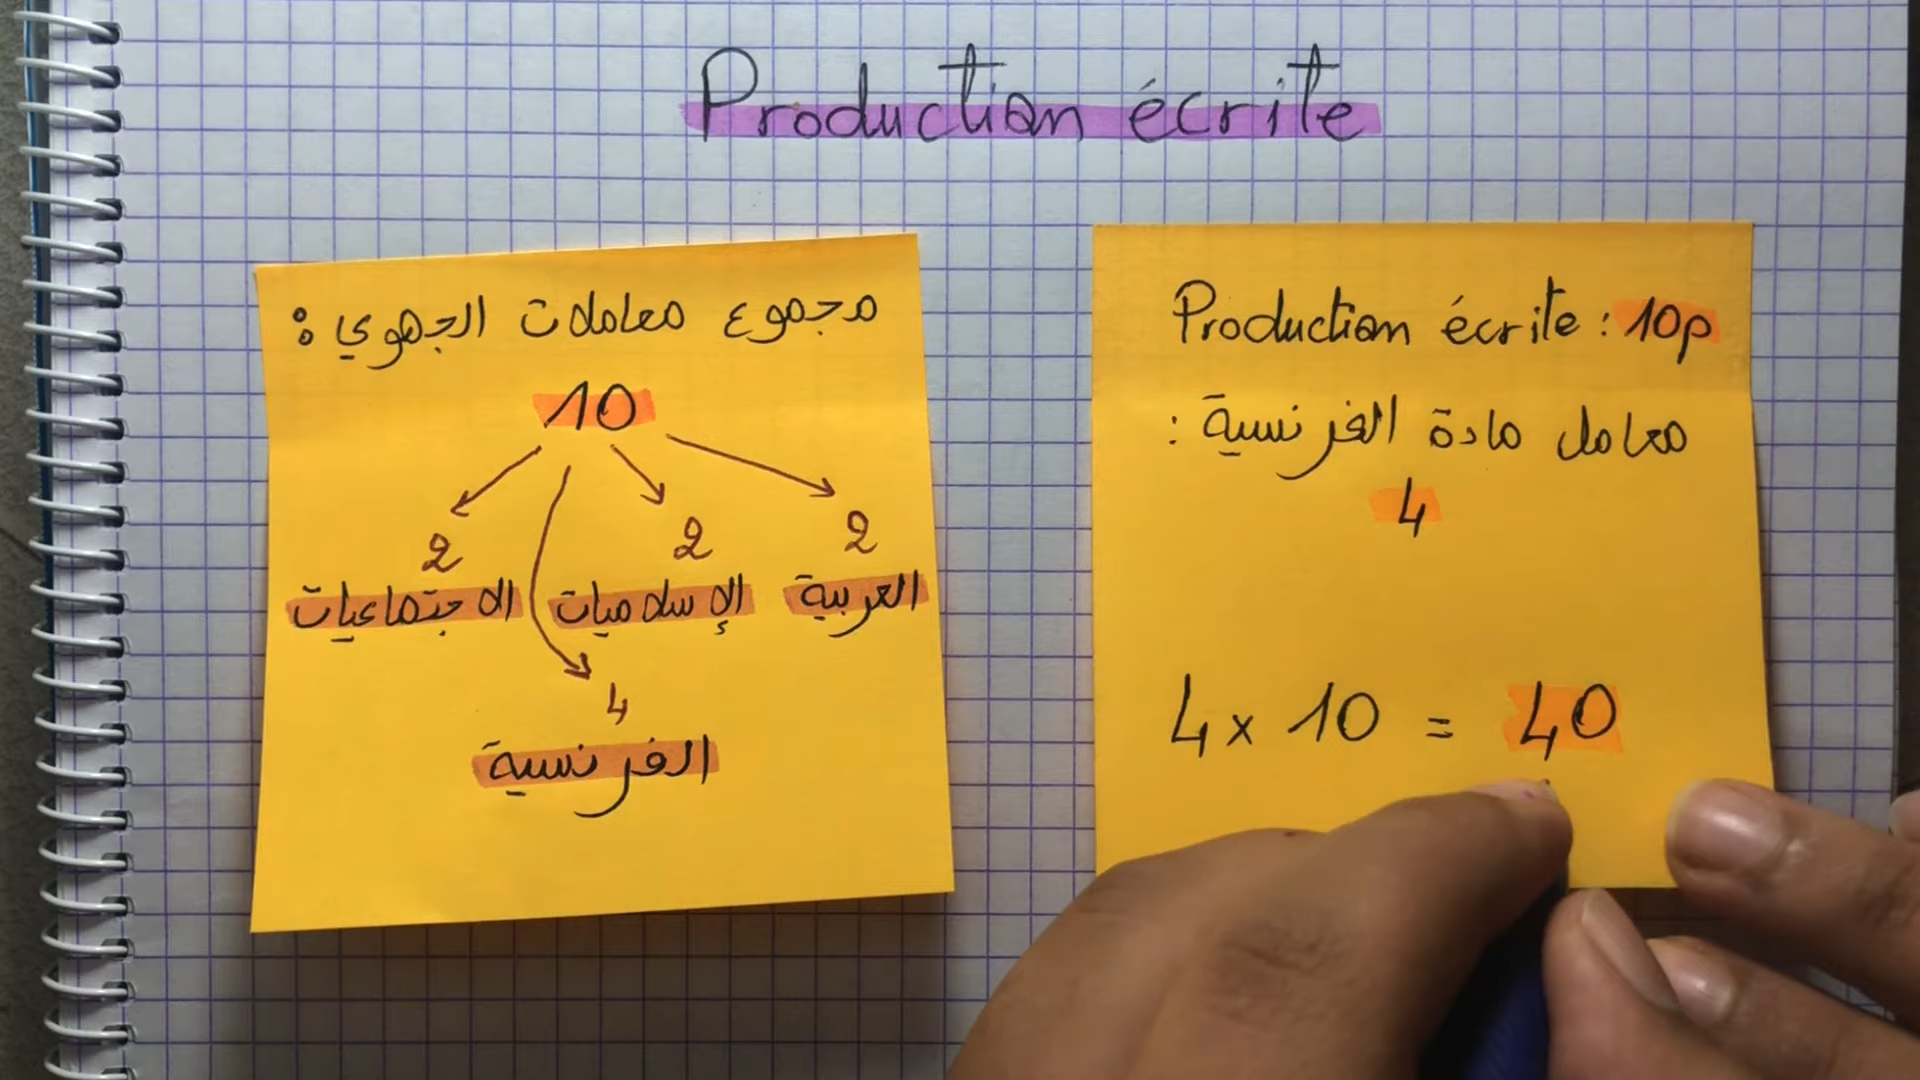 Production écrite
مجموع معاملات الجهوي :
10
2 2 2
العربية الإسلاميات الاجتماعيات
4
الفرنسية
Production écrite : 10p
معامل مادة الفرنسية :
4
4 x 10 = 40